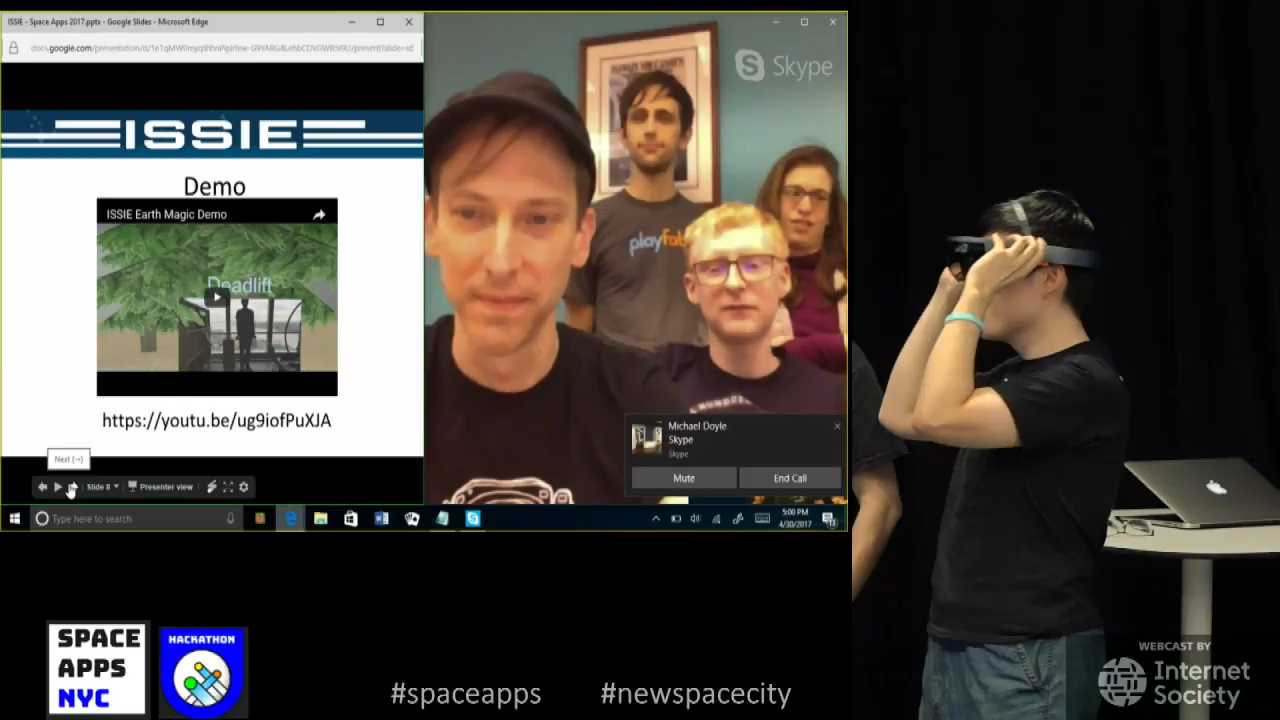 ISSIE - Space Apps 2017.pptx - Google Slides - Microsoft Edge
Skype
ISSIE
Demo
ISSIE Earth Magic Demo
Deadlift
playfab
https://youtu.be/ug9iofPuXJA
Michael Doyle
Skype
Skype
Mute
End Call
Next (→)
Slide 8
Presenter view
Type here to search
5:00 PM
4/30/2017
SPACE
APPS
NYC
HACKATHON
#spaceapps
#newspacecity
WEBCAST BY
Internet
Society